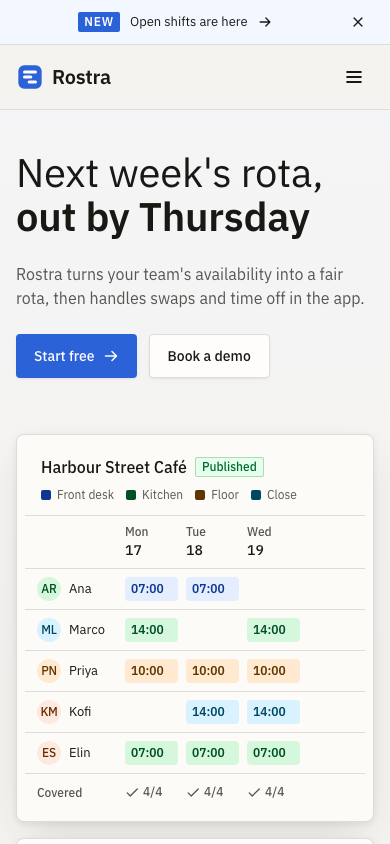 NEW Open shifts are here
Rostra
Next week's rota,
out by Thursday
Rostra turns your team's availability into a fair
rota, then handles swaps and time off in the app.
Start free Book a demo
Harbour Street Café Published
Front desk Kitchen Floor Close
Mon Tue Wed
17 18 19
AR Ana 07:00 07:00
ML Marco 14:00 14:00
PN Priya 10:00 10:00 10:00
KM Kofi 14:00 14:00
ES Elin 07:00 07:00 07:00
Covered 4/4 4/4 4/4